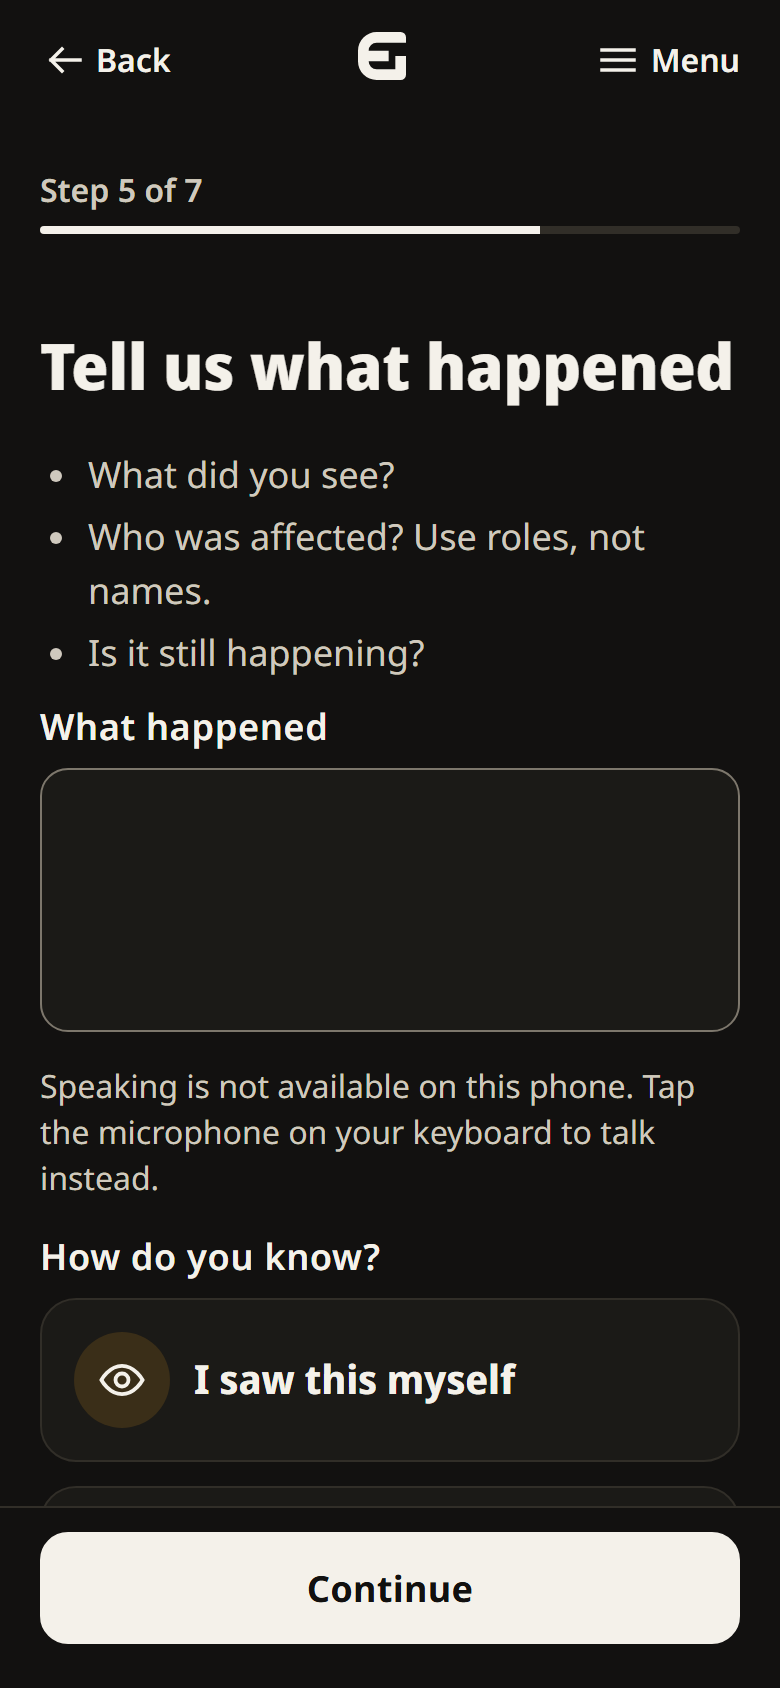 Back
Menu
Step 5 of 7
Tell us what happened
What did you see?
Who was affected? Use roles, not
names.
Is it still happening?
What happened
Speaking is not available on this phone. Tap
the microphone on your keyboard to talk
instead.
How do you know?
I saw this myself
Continue